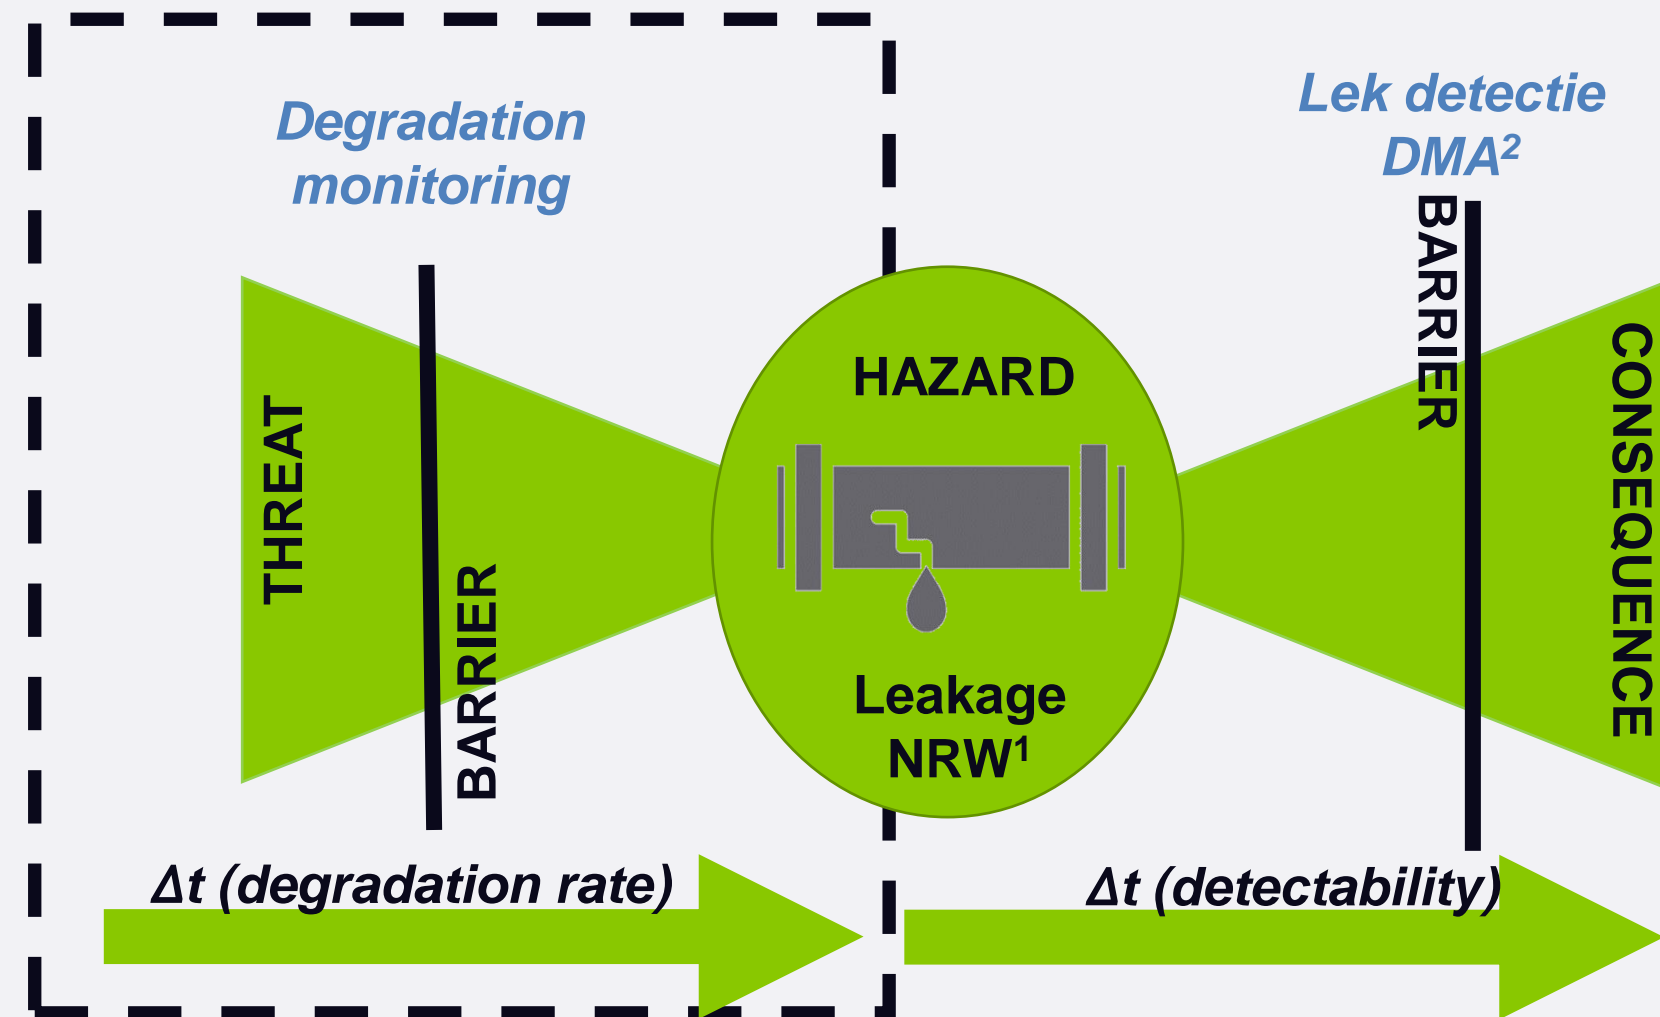 Degradation
monitoring
THREAT
BARRIER
Δt (degradation rate)
HAZARD
Leakage
NRW¹
Lek detectie
DMA²
BARRIER
CONSEQUENCE
Δt (detectability)